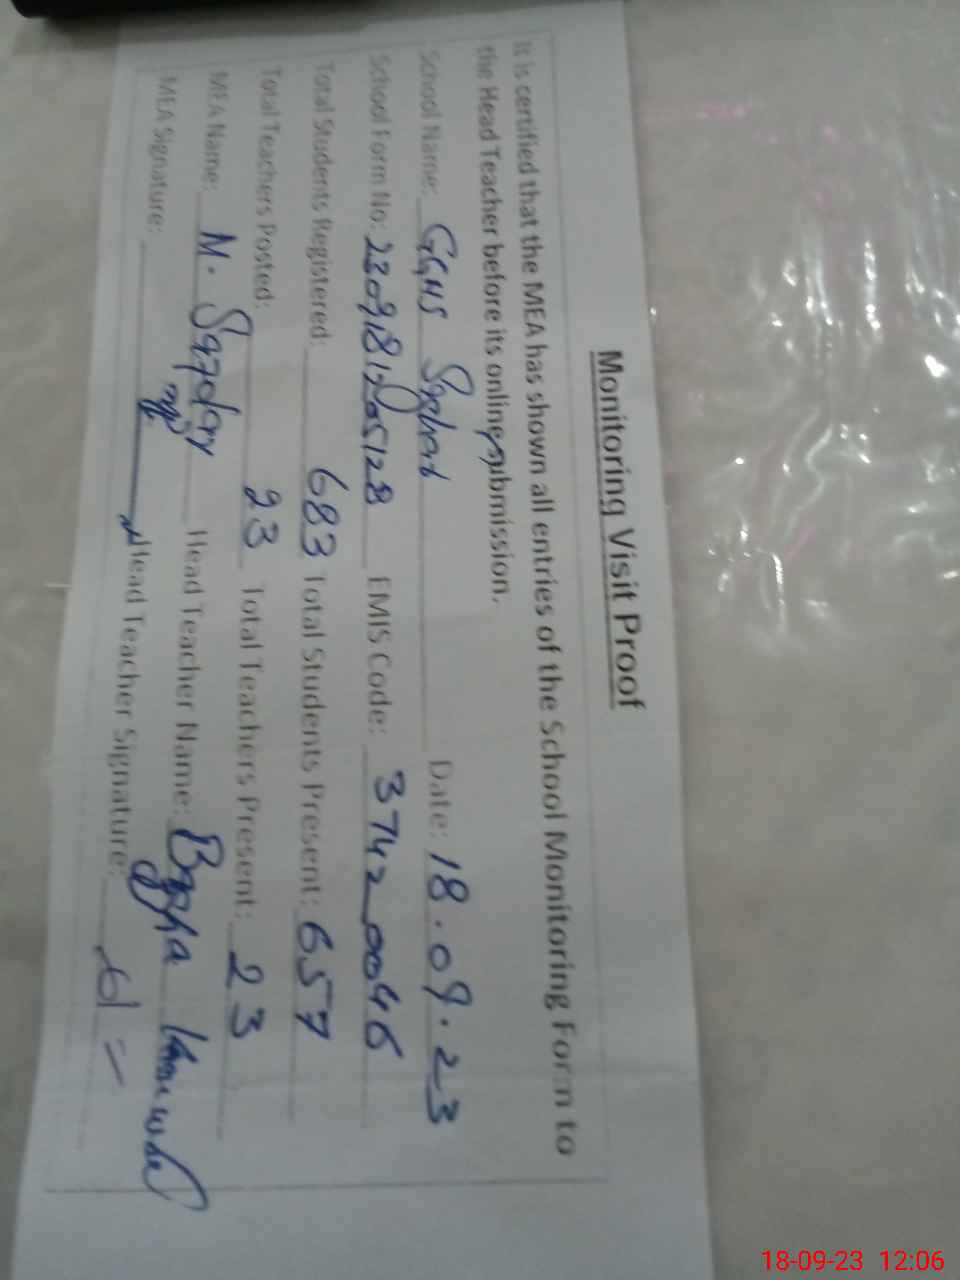 Monitoring Visit Proof
It is certified that the MEA has shown all entries of the School Monitoring Form to
the Head Teacher before its online submission.
School Name: GGHS Date: 18.09.23
School Form No: EMIS Code: 37420046
Total Students Registered: 683 Total Students Present: 657
Total Teachers Posted: 23 Total Teachers Present: 23
MEA Name: M. Head Teacher Name:
MEA Signature: Head Teacher Signature:
18-09-23 12:06